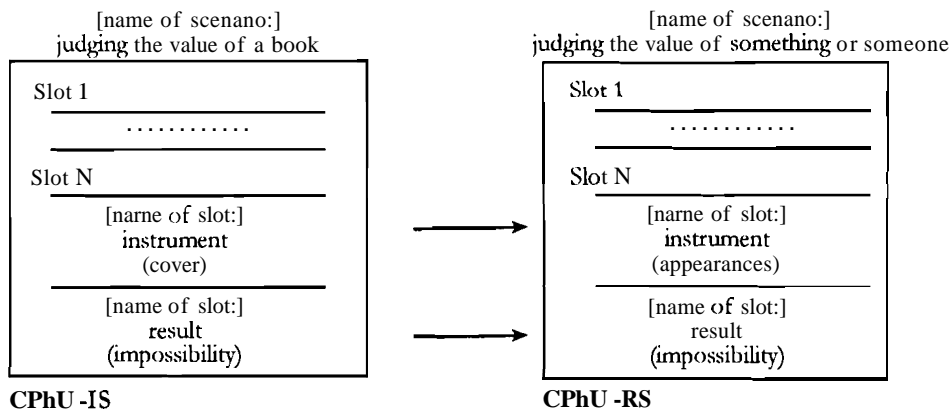 [name of scenano:]
judging the value of a book
Slot 1
. . . . . . . . . . . .
Slot N
[narne of slot:]
instrument
(cover)
[name of slot:]
result
(impossibility)
CPhU -IS
[name of scenano:]
judging the value of something or someone
Slot 1
. . . . . . . . . . . .
Slot N
[narne of slot:]
instrument
(appearances)
[name of slot:]
result
(impossibility)
CPhU -RS